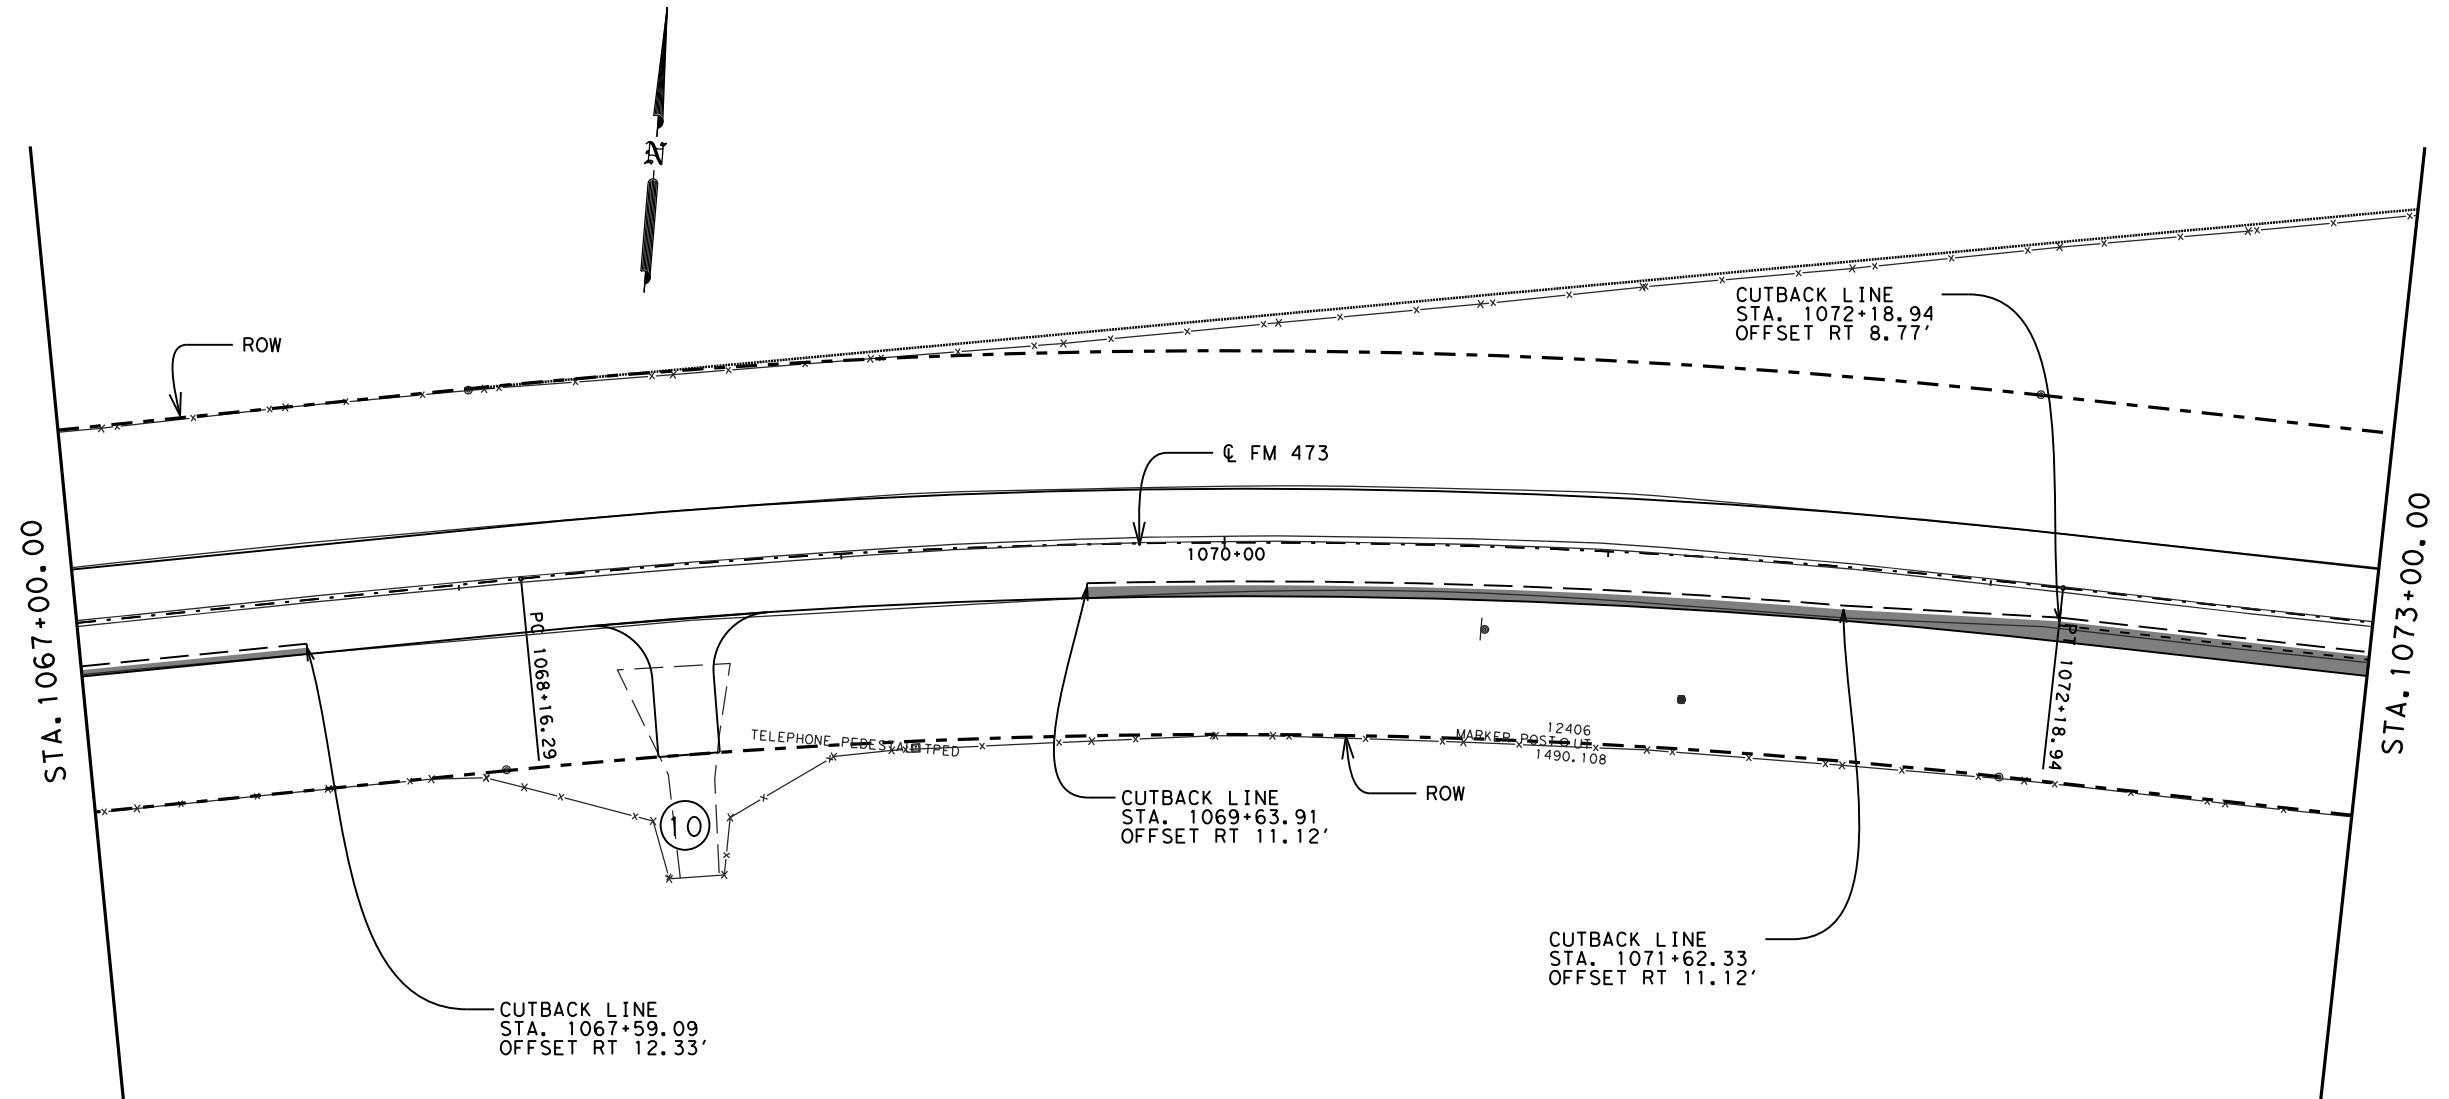 N
CUTBACK LINE
STA. 1072+18.94
OFFSET RT 8.77'
ROW
℄ FM 473
1070+00
STA. 1067+00.00
STA. 1073+00.00
PC 1068+16.29
PT 1072+18.94
TELEPHONE PEDESTAL TPED
12406
MARKER POST UT
1490.108
10
CUTBACK LINE
STA. 1069+63.91
OFFSET RT 11.12'
ROW
CUTBACK LINE
STA. 1071+62.33
OFFSET RT 11.12'
CUTBACK LINE
STA. 1067+59.09
OFFSET RT 12.33'